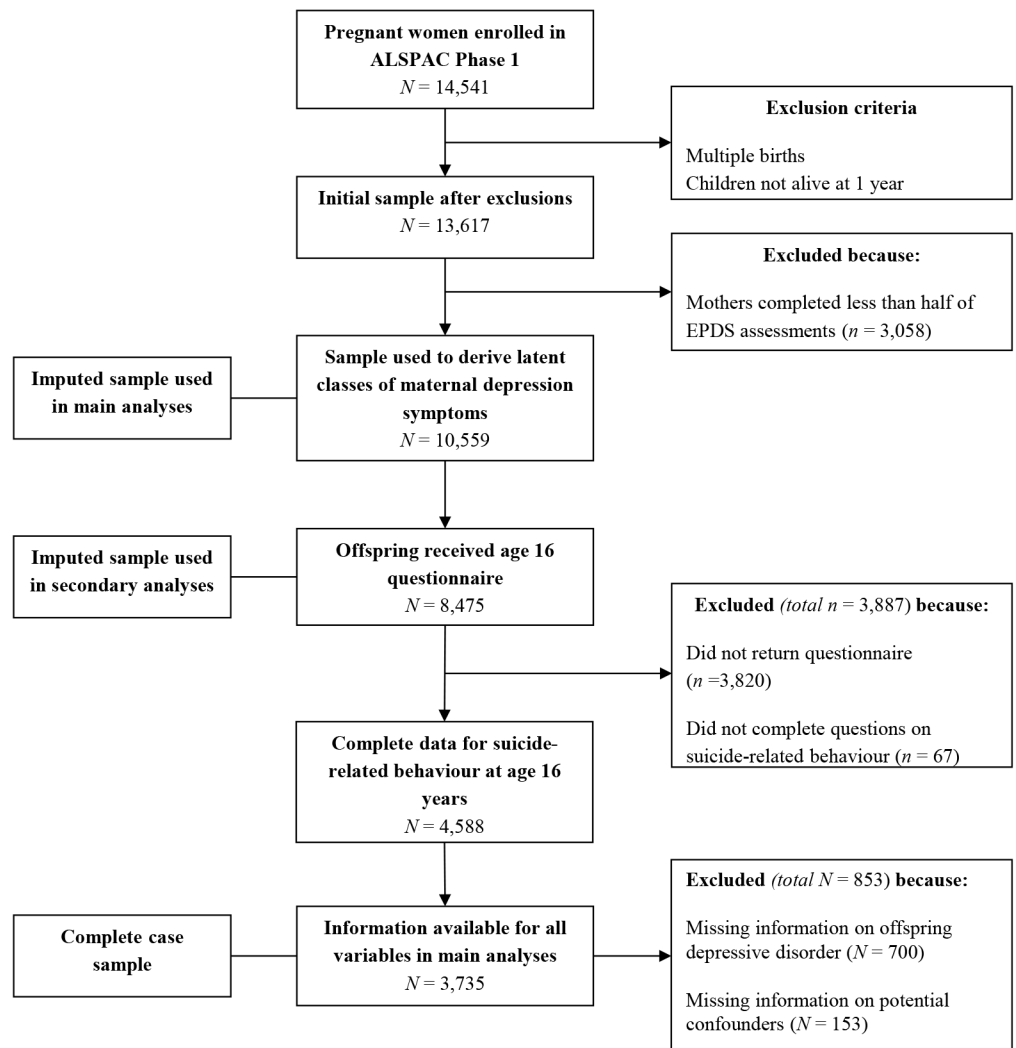 Pregnant women enrolled in
ALSPAC Phase 1
N = 14,541
Exclusion criteria
Multiple births
Children not alive at 1 year
Initial sample after exclusions
N = 13,617
Excluded because:
Mothers completed less than half of
EPDS assessments (n = 3,058)
Imputed sample used
in main analyses
Sample used to derive latent
classes of maternal depression
symptoms
N = 10,559
Imputed sample used
in secondary analyses
Offspring received age 16
questionnaire
N = 8,475
Excluded (total n = 3,887) because:
Did not return questionnaire
(n =3,820)
Did not complete questions on
suicide-related behaviour (n = 67)
Complete data for suicide-
related behaviour at age 16
years
N = 4,588
Complete case
sample
Information available for all
variables in main analyses
N = 3,735
Excluded (total N = 853) because:
Missing information on offspring
depressive disorder (N = 700)
Missing information on potential
confounders (N = 153)